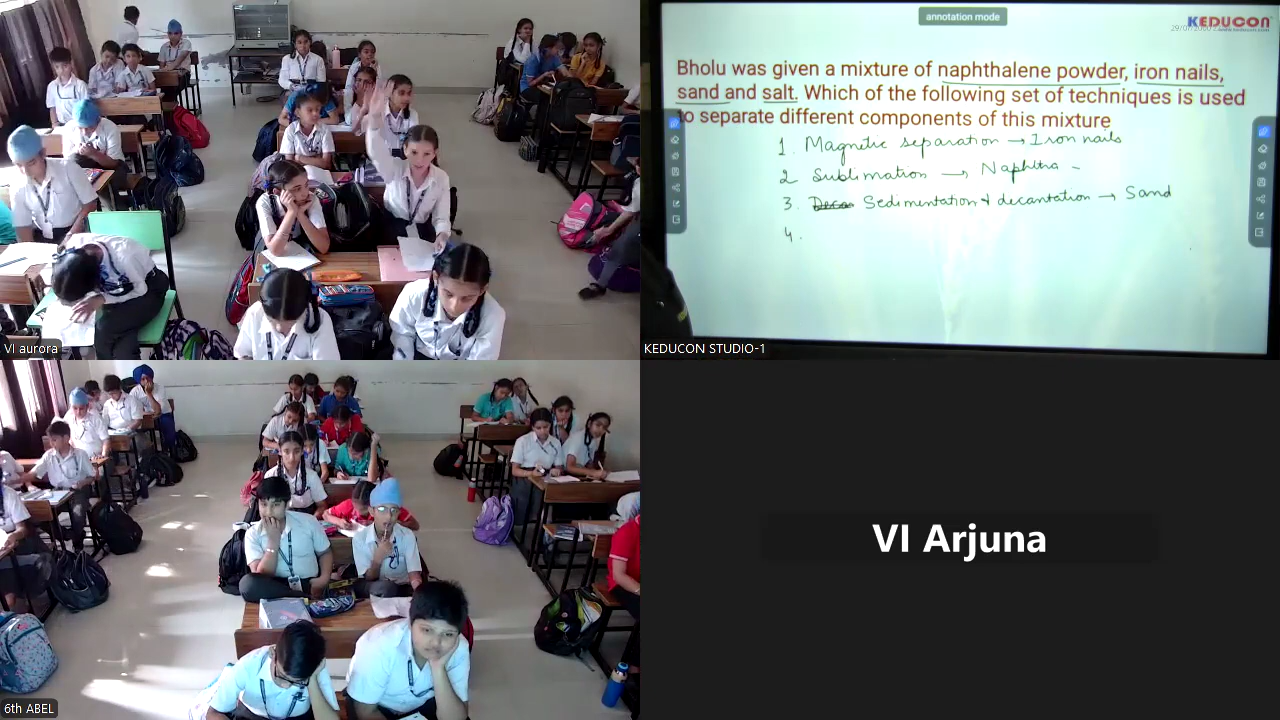 annotation mode
KEDUCON
Bholu was given a mixture of naphthalene powder, iron nails,
sand and salt. Which of the following set of techniques is used
to separate different components of this mixture
1. Magnetic separation → Iron nails
2 Sublimation → Naphtha -
3. Sedimentation & decantation → Sand
4.
VI aurora
KEDUCON STUDIO-1
VI Arjuna
6th ABEL